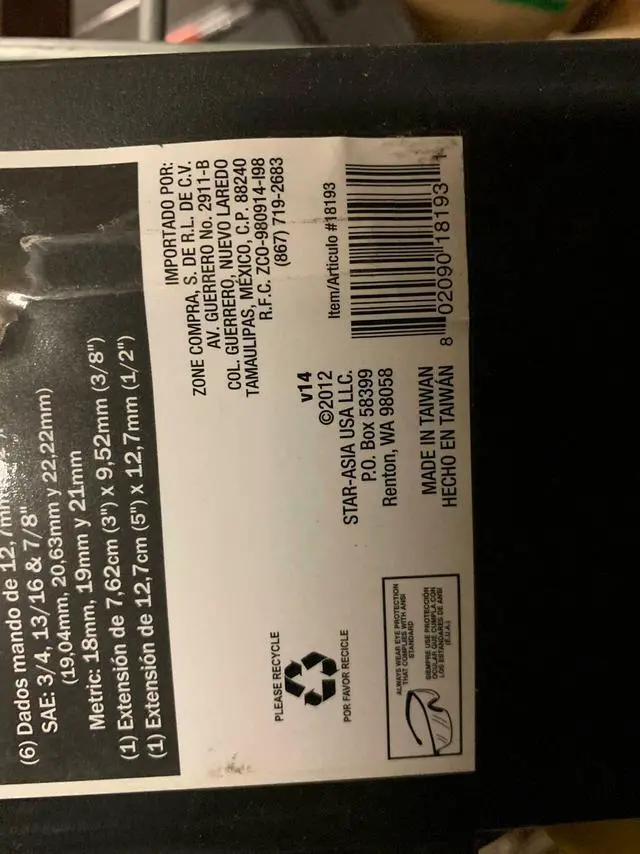 (6) Dados mando de 12,7mm
SAE: 3/4, 13/16 & 7/8"
(19,04mm, 20,63mm y 22,22mm)
Metric: 18mm, 19mm y 21mm
(1) Extensión de 7,62cm (3") x 9,52mm (3/8")
(1) Extensión de 12,7cm (5") x 12,7mm (1/2")
IMPORTADO POR:
ZONE COMPRA, S. DE R.L. DE C.V.
AV. GUERRERO No. 2911-B
COL. GUERRERO, NUEVO LAREDO
TAMAULIPAS, MEXICO, C.P. 88240
R.F.C. ZCO-980914-I98
(867) 719-2683
PLEASE RECYCLE
POR FAVOR RECICLE
v14
©2012
STAR-ASIA USA LLC.
P.O. Box 58399
Renton, WA 98058
Item/Articulo #18193
8 02090 18193 1
MADE IN TAIWAN
HECHO EN TAIWÁN
ALWAYS WEAR EYE PROTECTION
THAT COMPLIES WITH ANSI
STANDARD
SIEMPRE USE PROTECCIÓN
OCULAR QUE CUMPLA CON
LOS ESTANDARES DE ANSI
(E.U.A.)